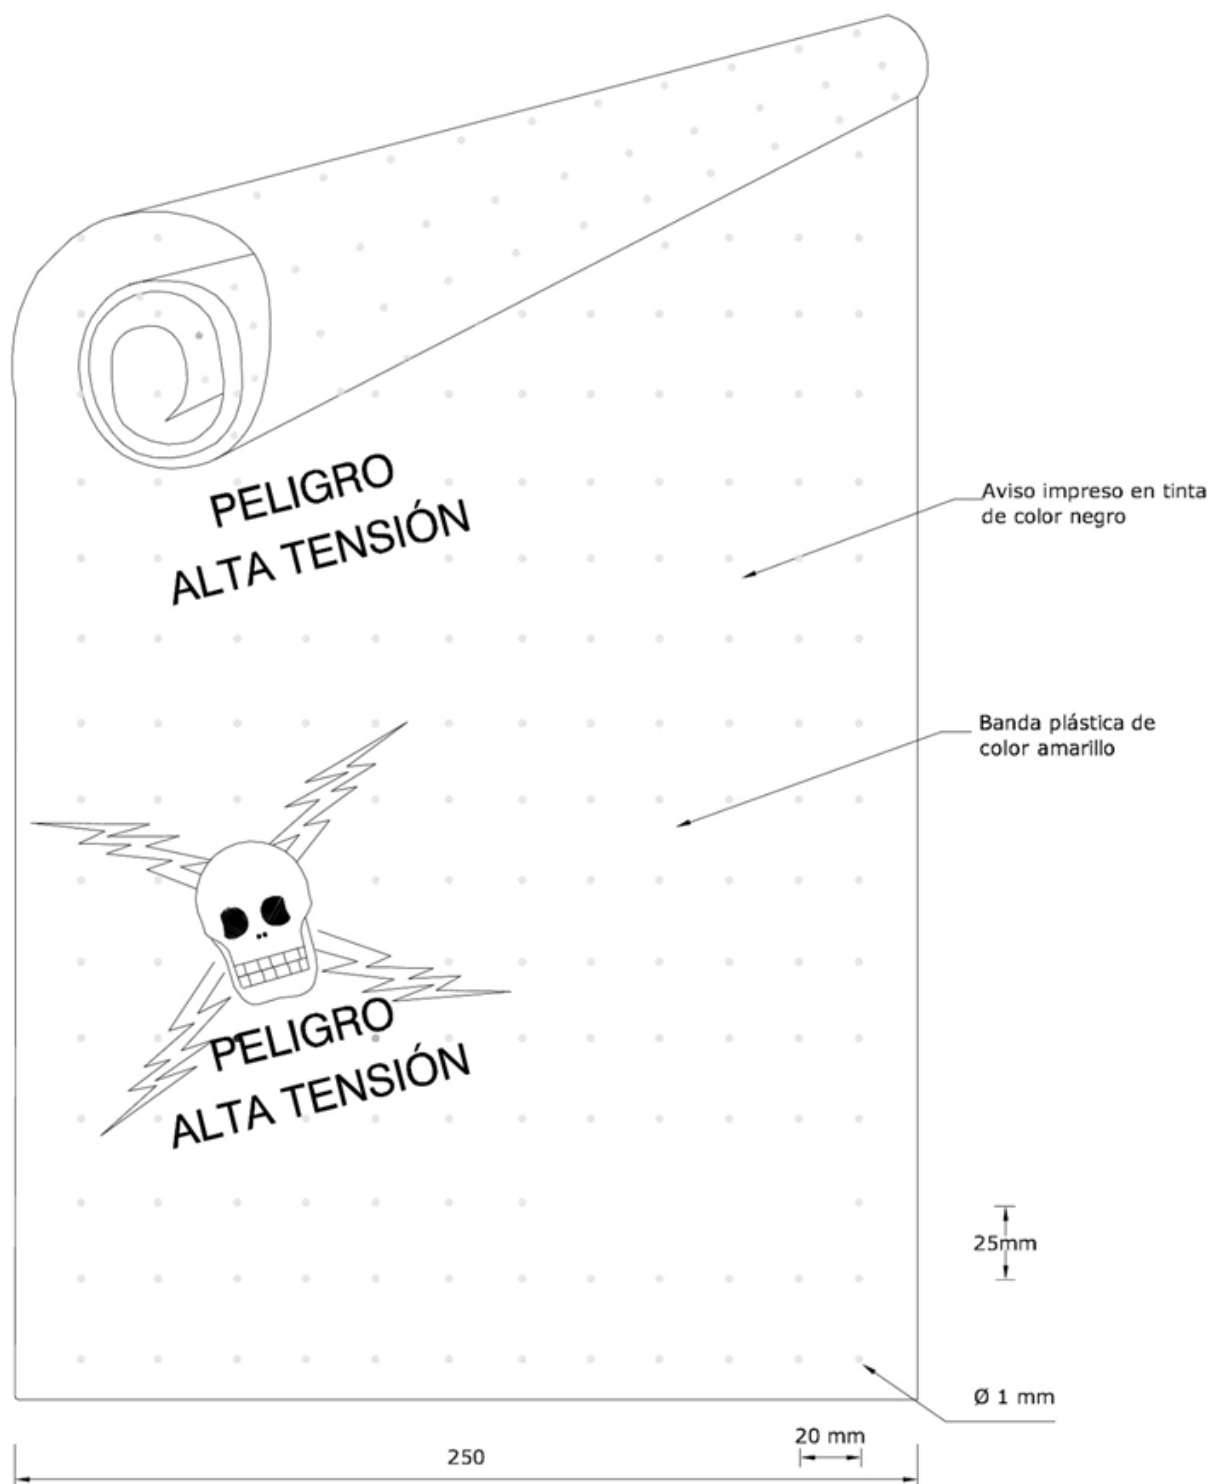 PELIGRO
ALTA TENSIÓN
Aviso impreso en tinta
de color negro
Banda plástica de
color amarillo
PELIGRO
ALTA TENSIÓN
25mm
Ø 1 mm
20 mm
250